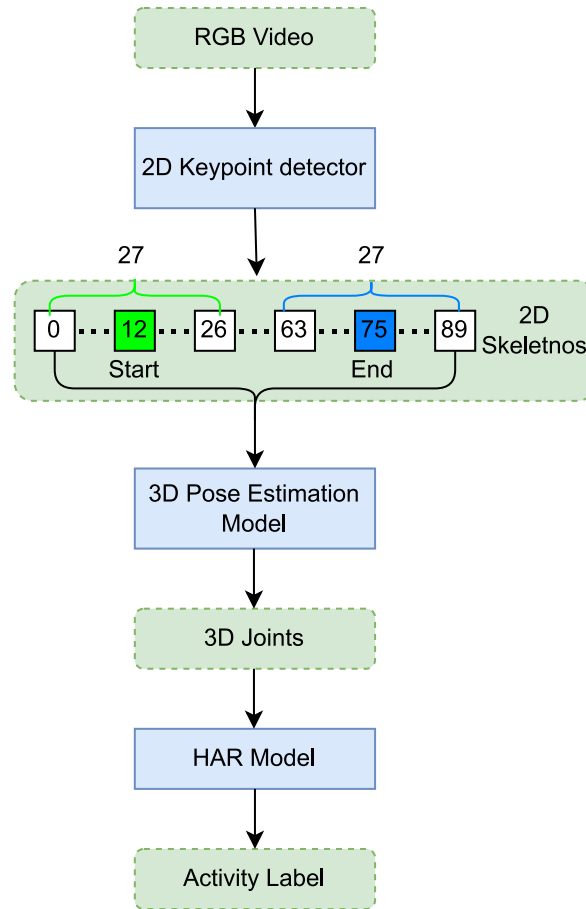 RGB Video
2D Keypoint detector
27 27
0 12 26 63 75 89
2D
Skeletnos
Start End
3D Pose Estimation
Model
3D Joints
HAR Model
Activity Label